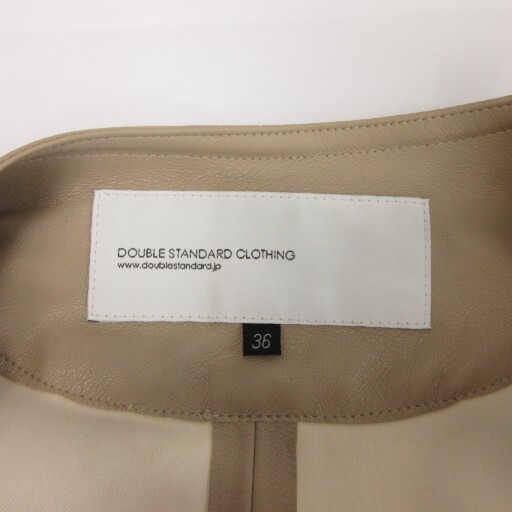 DOUBLE STANDARD CLOTHING
www.doublestandard.jp
36